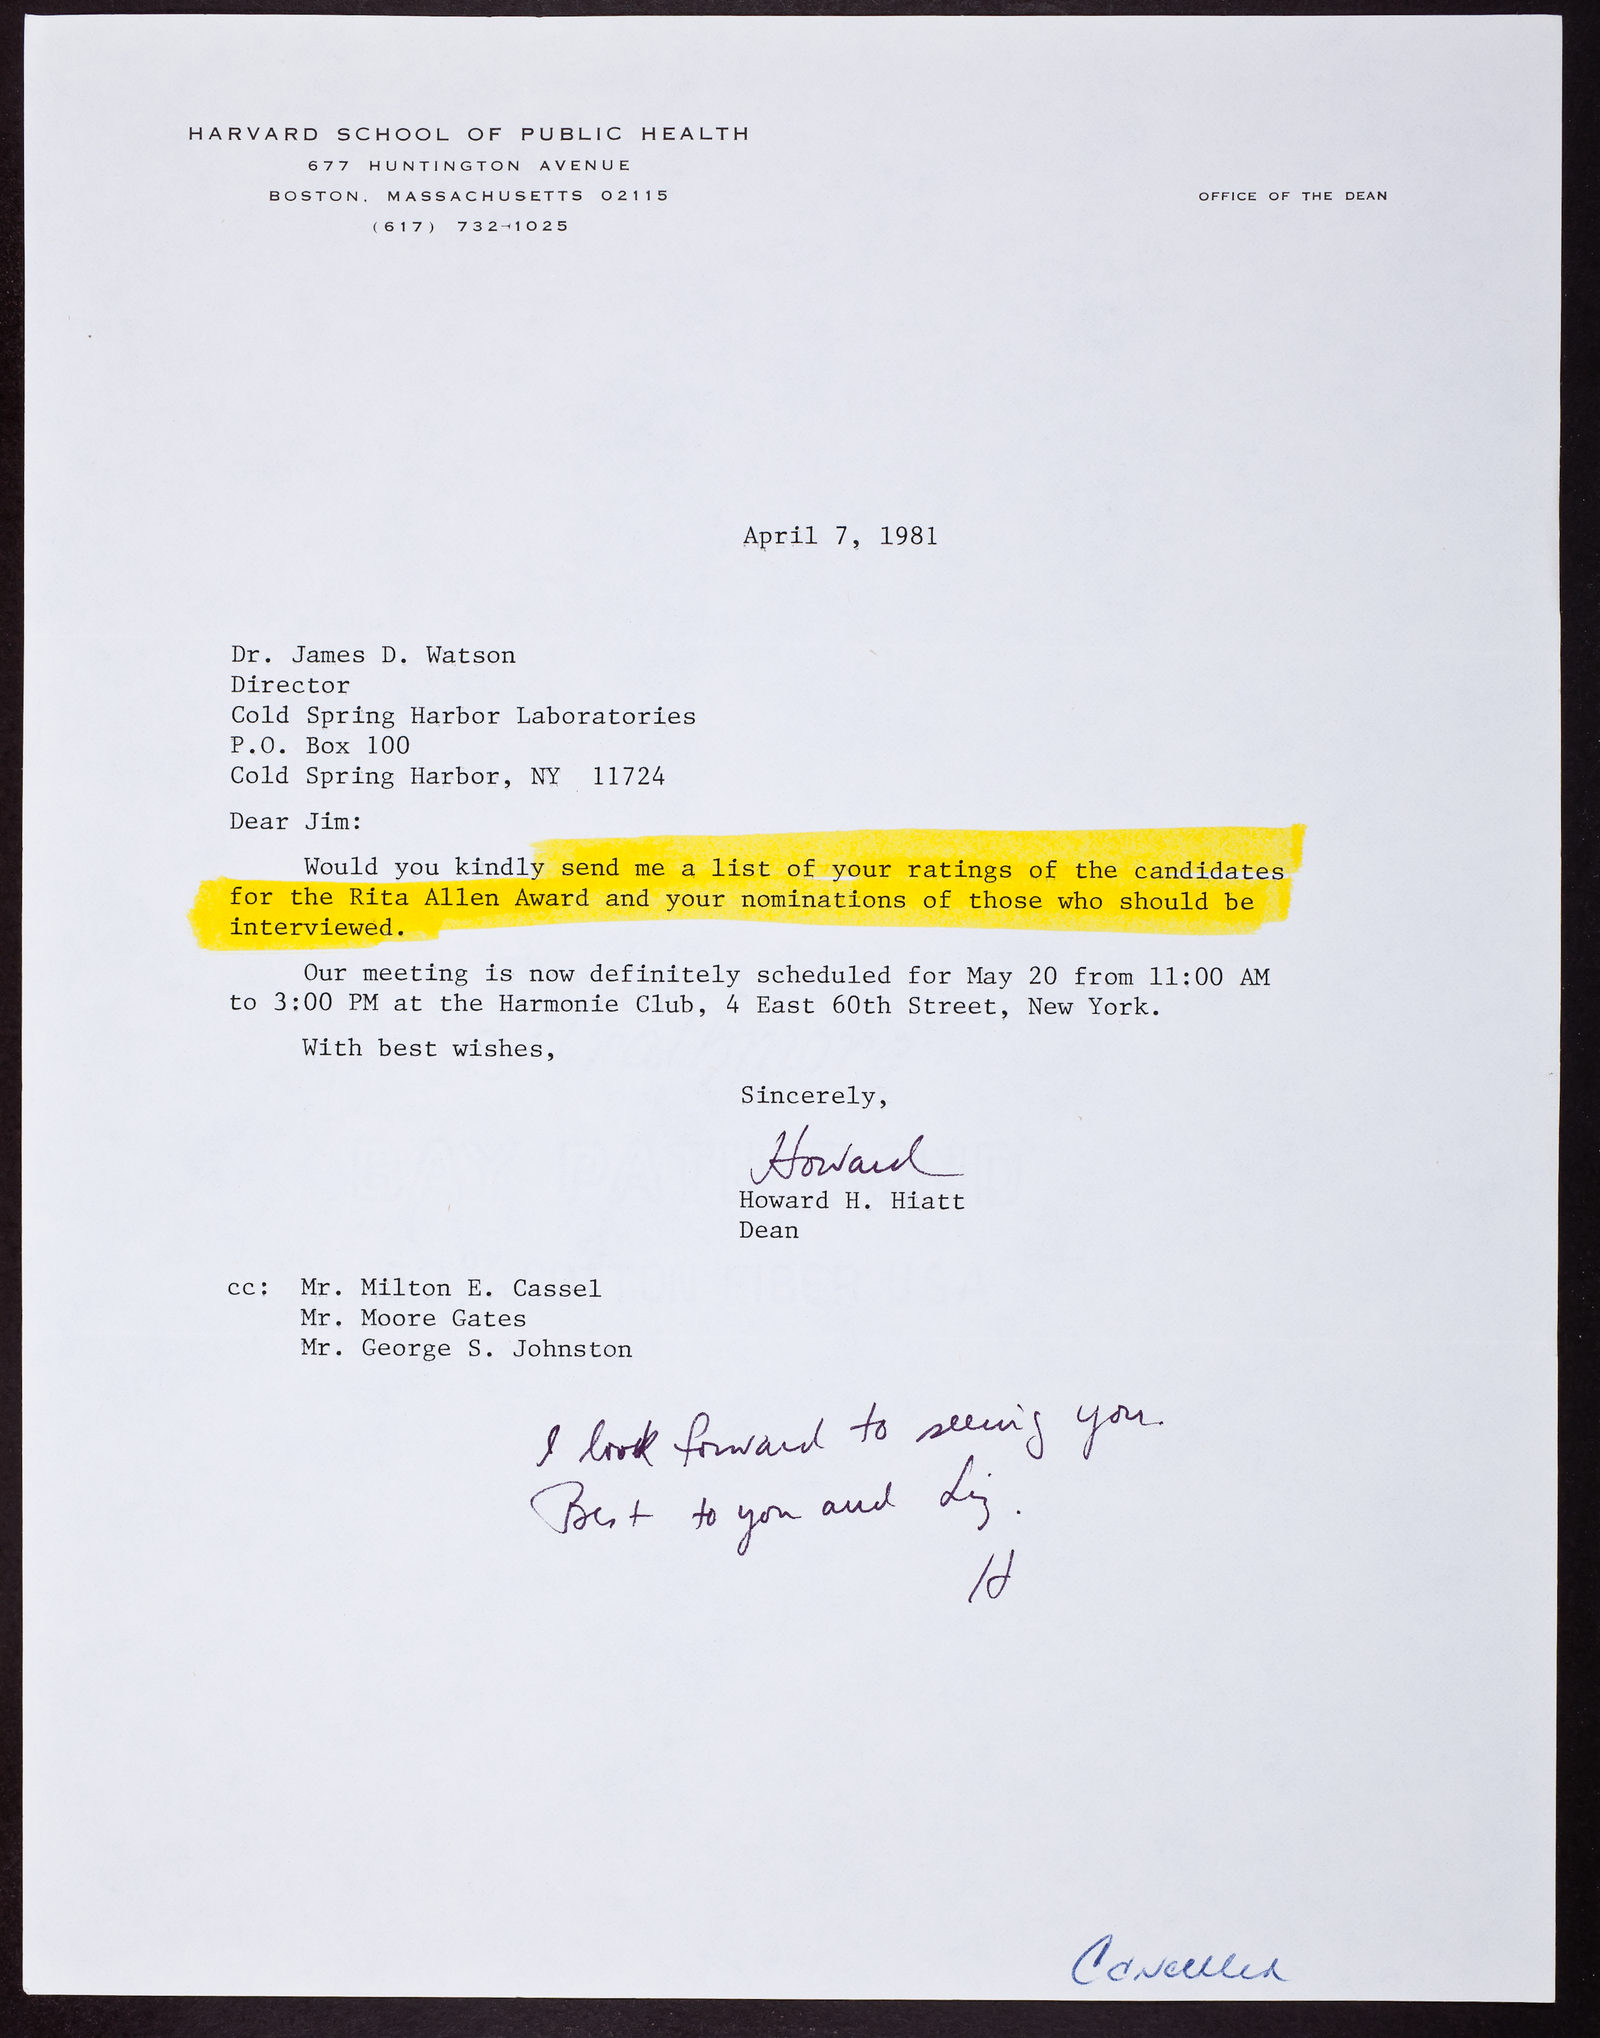 HARVARD SCHOOL OF PUBLIC HEALTH
677 HUNTINGTON AVENUE
BOSTON, MASSACHUSETTS 02115
(617) 732-1025
OFFICE OF THE DEAN
April 7, 1981
Dr. James D. Watson
Director
Cold Spring Harbor Laboratories
P.O. Box 100
Cold Spring Harbor, NY 11724
Dear Jim:
Would you kindly send me a list of your ratings of the candidates
for the Rita Allen Award and your nominations of those who should be
interviewed.
Our meeting is now definitely scheduled for May 20 from 11:00 AM
to 3:00 PM at the Harmonie Club, 4 East 60th Street, New York.
With best wishes,
Sincerely,
Howard
Howard H. Hiatt
Dean
cc: Mr. Milton E. Cassel
Mr. Moore Gates
Mr. George S. Johnston
I look forward to seeing you.
Best to you and Liz.
H
Cancelled